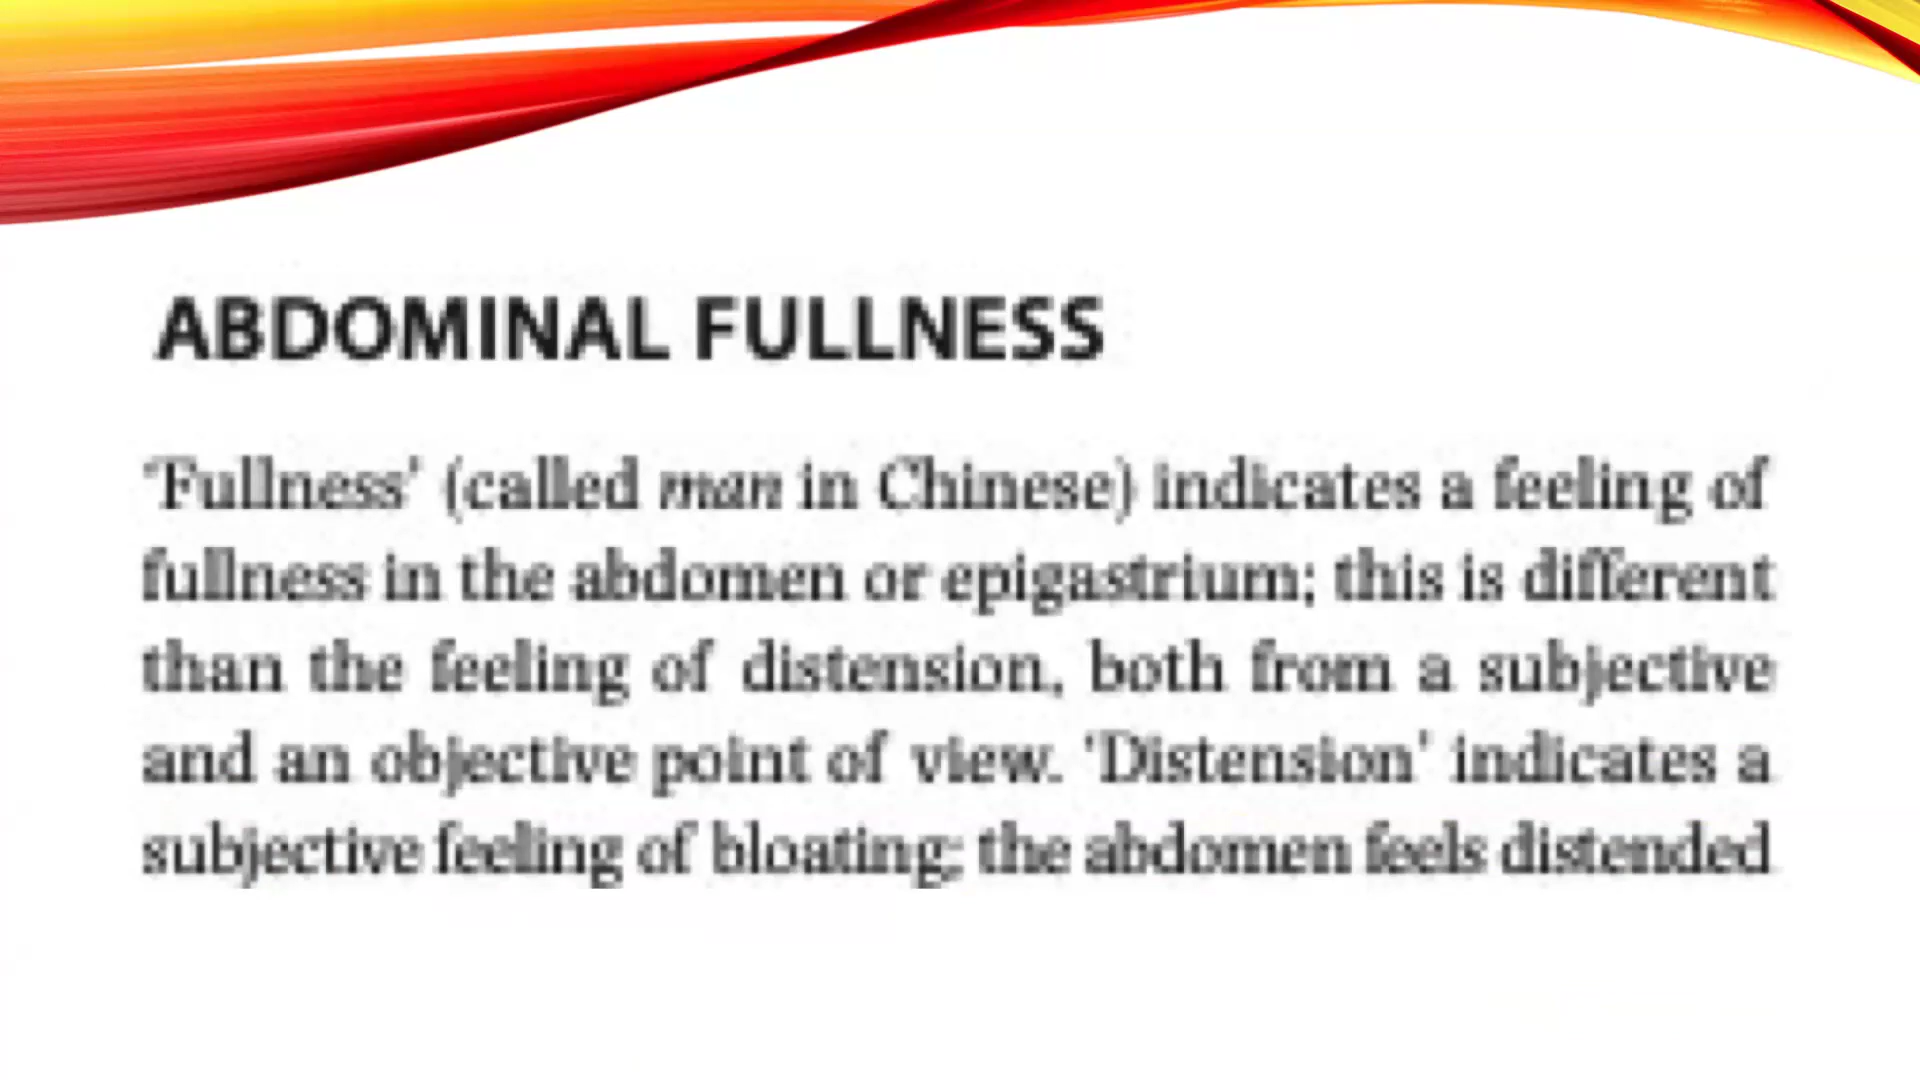 ABDOMINAL FULLNESS
‘Fullness’ (called man in Chinese) indicates a feeling of
fullness in the abdomen or epigastrium; this is different
than the feeling of distension, both from a subjective
and an objective point of view. ‘Distension’ indicates a
subjective feeling of bloating; the abdomen feels distended